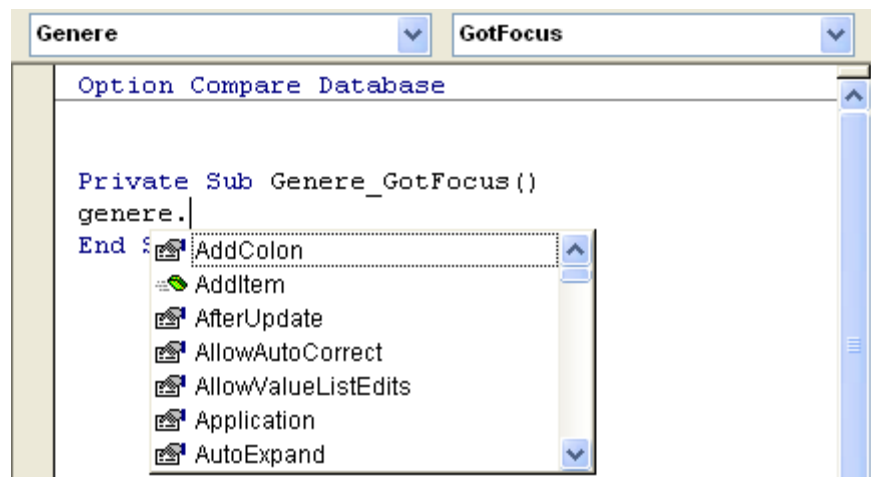 Genere GotFocus
Option Compare Database
Private Sub Genere_GotFocus()
genere.
End S
AddColon
AddItem
AfterUpdate
AllowAutoCorrect
AllowValueListEdits
Application
AutoExpand